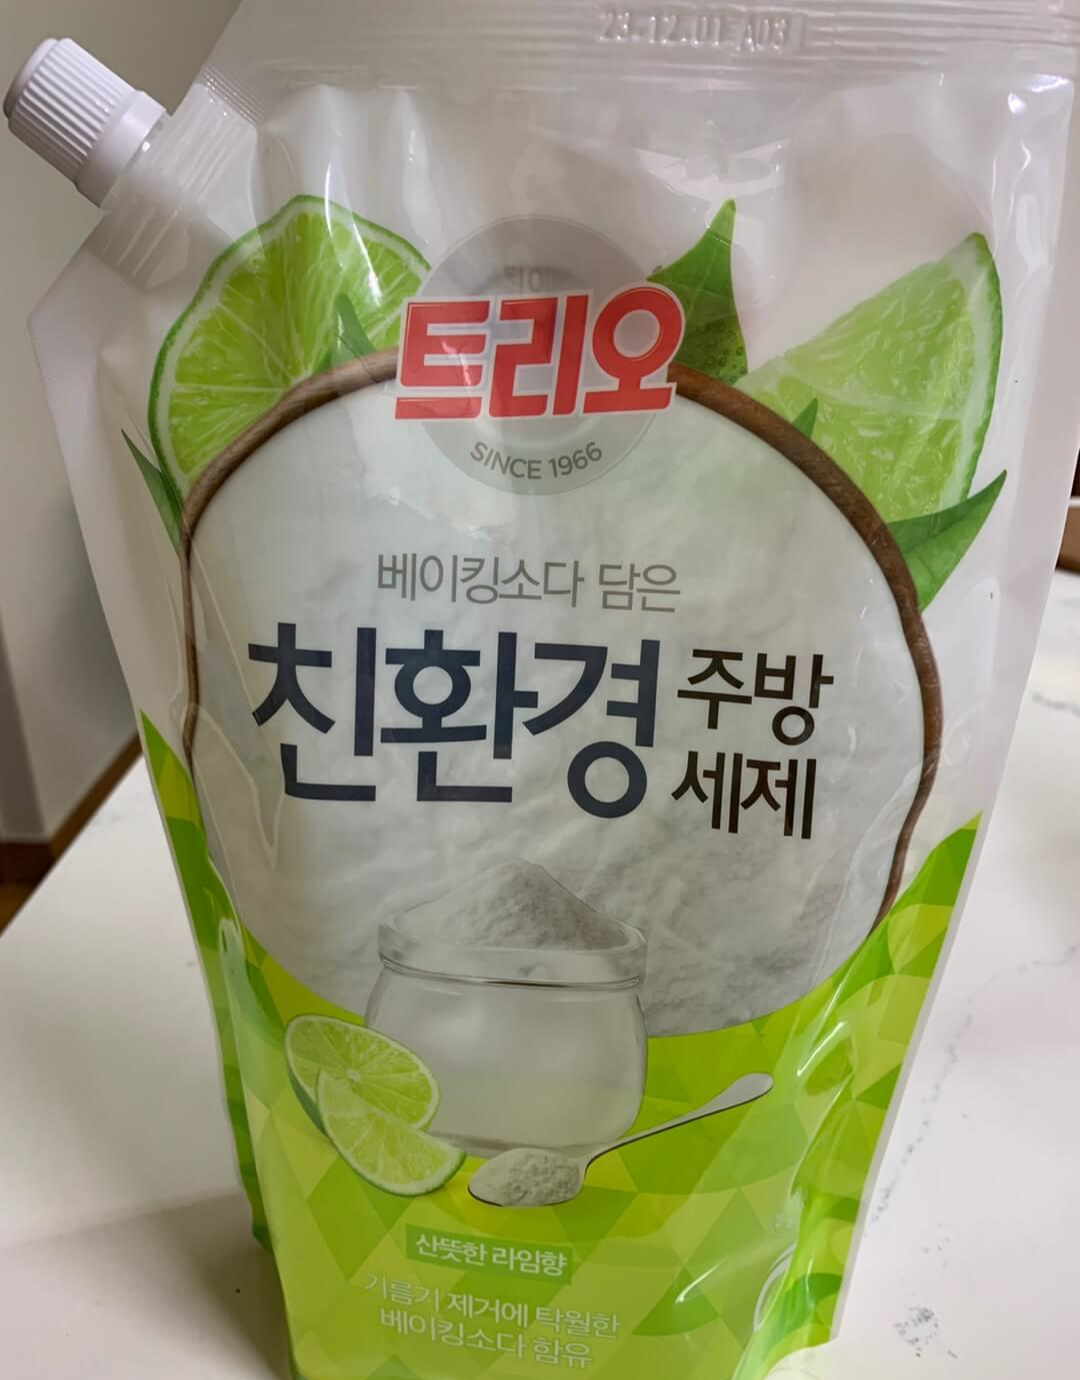 23.12.01 A03
트리오
SINCE 1966
베이킹소다 담은
친환경 주방
세제
산뜻한 라임향
기름기 제거에 탁월한
베이킹소다 함유